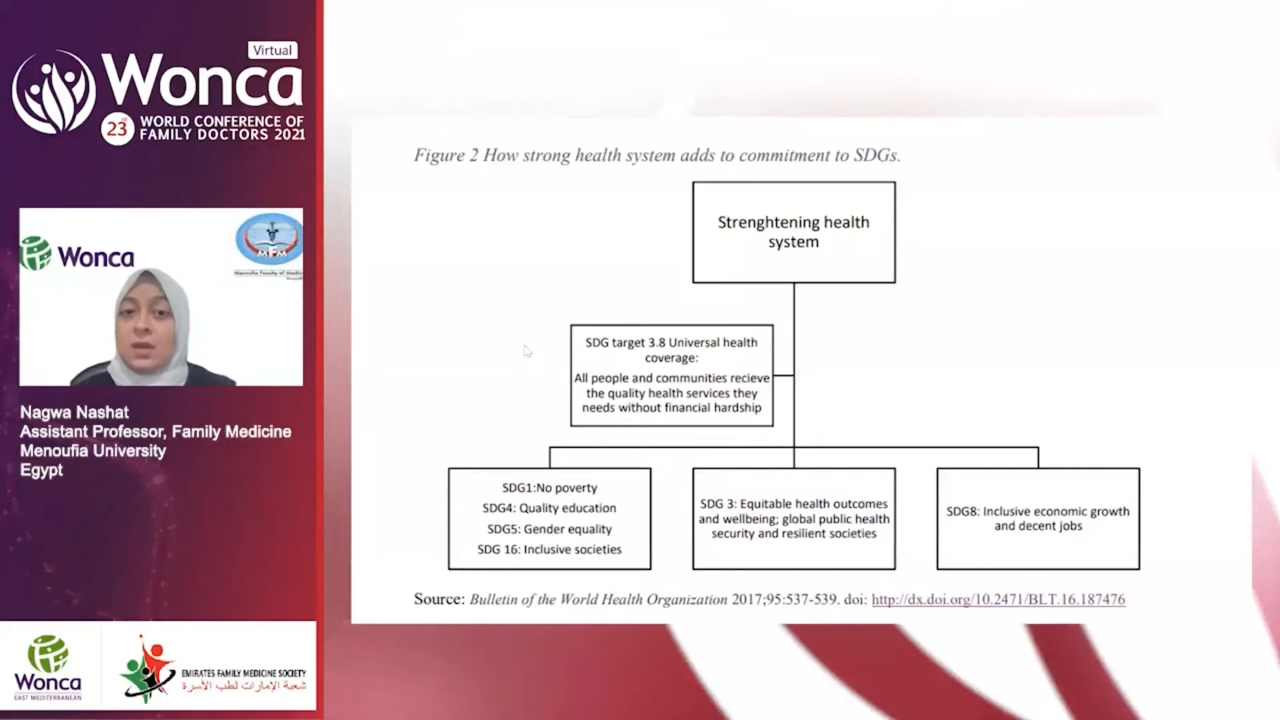 Virtual
Wonca
23rd WORLD CONFERENCE OF
FAMILY DOCTORS 2021
Wonca
MFM
Menoufia Faculty of Medicine
Nagwa Nashat
Assistant Professor, Family Medicine
Menoufia University
Egypt
Wonca
EAST MEDITERRANEAN
EMIRATES FAMILY MEDICINE SOCIETY
شعبة الإمارات لطب الأسرة
Figure 2 How strong health system adds to commitment to SDGs.
Strenghtening health
system
SDG target 3.8 Universal health
coverage:
All people and communities recieve
the quality health services they
needs without financial hardship
SDG1:No poverty
SDG4: Quality education
SDG5: Gender equality
SDG 16: Inclusive societies
SDG 3: Equitable health outcomes
and wellbeing; global public health
security and resilient societies
SDG8: Inclusive economic growth
and decent jobs
Source: Bulletin of the World Health Organization 2017;95:537-539. doi: http://dx.doi.org/10.2471/BLT.16.187476